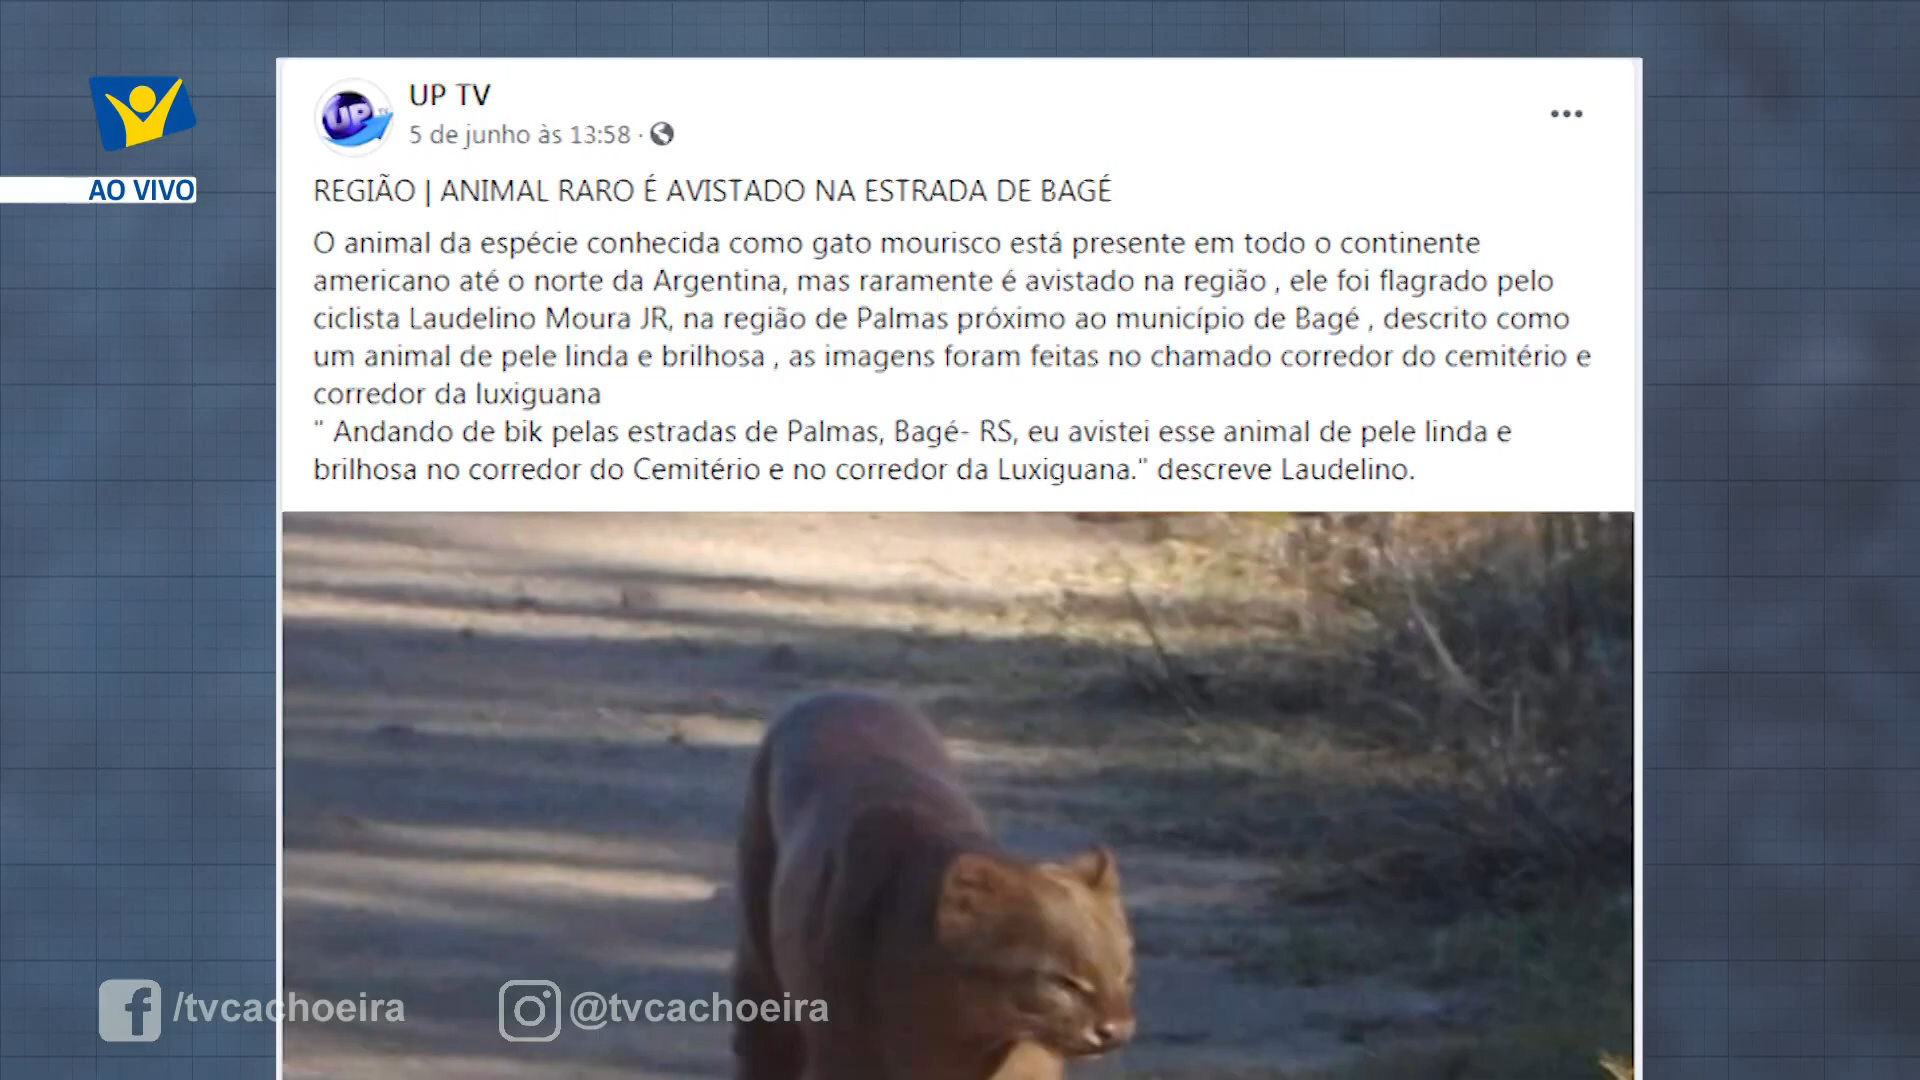 UP TV
5 de junho às 13:58 ·
AO VIVO
REGIÃO | ANIMAL RARO É AVISTADO NA ESTRADA DE BAGÉ
O animal da espécie conhecida como gato mourisco está presente em todo o continente
americano até o norte da Argentina, mas raramente é avistado na região , ele foi flagrado pelo
ciclista Laudelino Moura JR, na região de Palmas próximo ao município de Bagé , descrito como
um animal de pele linda e brilhosa , as imagens foram feitas no chamado corredor do cemitério e
corredor da luxiguana
" Andando de bik pelas estradas de Palmas, Bagé- RS, eu avistei esse animal de pele linda e
brilhosa no corredor do Cemitério e no corredor da Luxiguana." descreve Laudelino.
/tvcachoeira @tvcachoeira